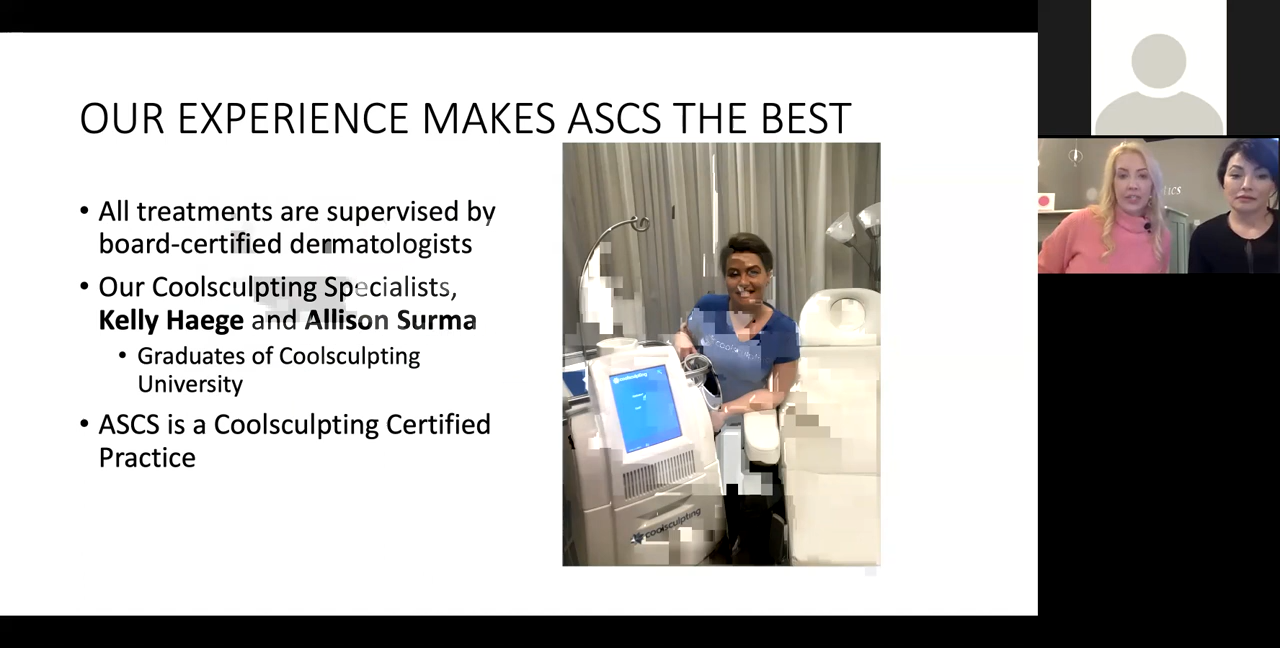 OUR EXPERIENCE MAKES ASCS THE BEST
• All treatments are supervised by
board-certified dermatologists
• Our Coolsculpting Specialists,
Kelly Haege and Allison Surma
• Graduates of Coolsculpting
University
• ASCS is a Coolsculpting Certified
Practice
coolsculpting